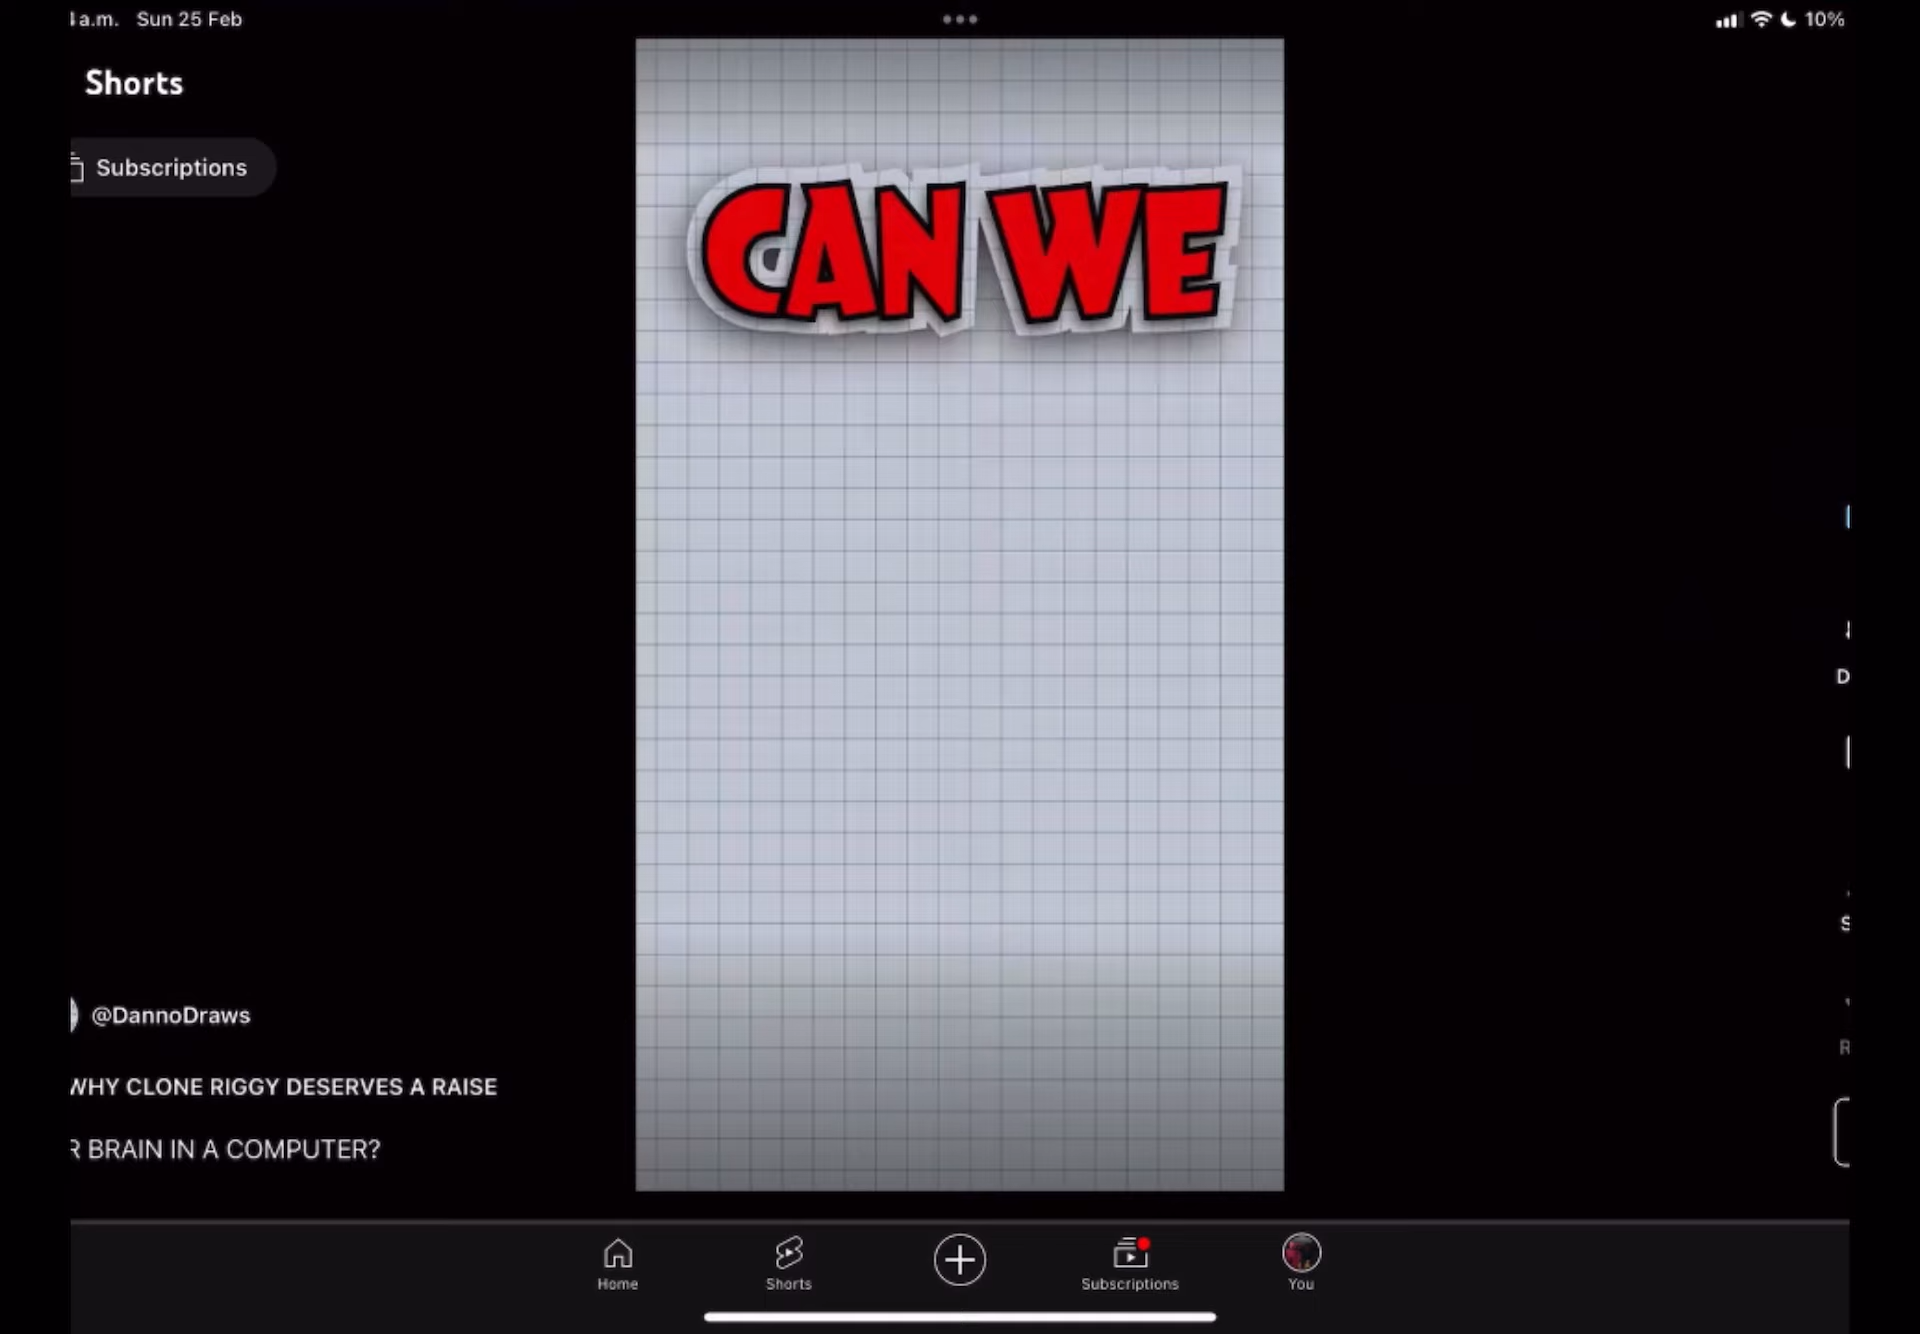 a.m. Sun 25 Feb
10%
Shorts
Subscriptions
CAN WE
@DannoDraws
WHY CLONE RIGGY DESERVES A RAISE
R BRAIN IN A COMPUTER?
D
S
R
Home
Shorts
Subscriptions
You